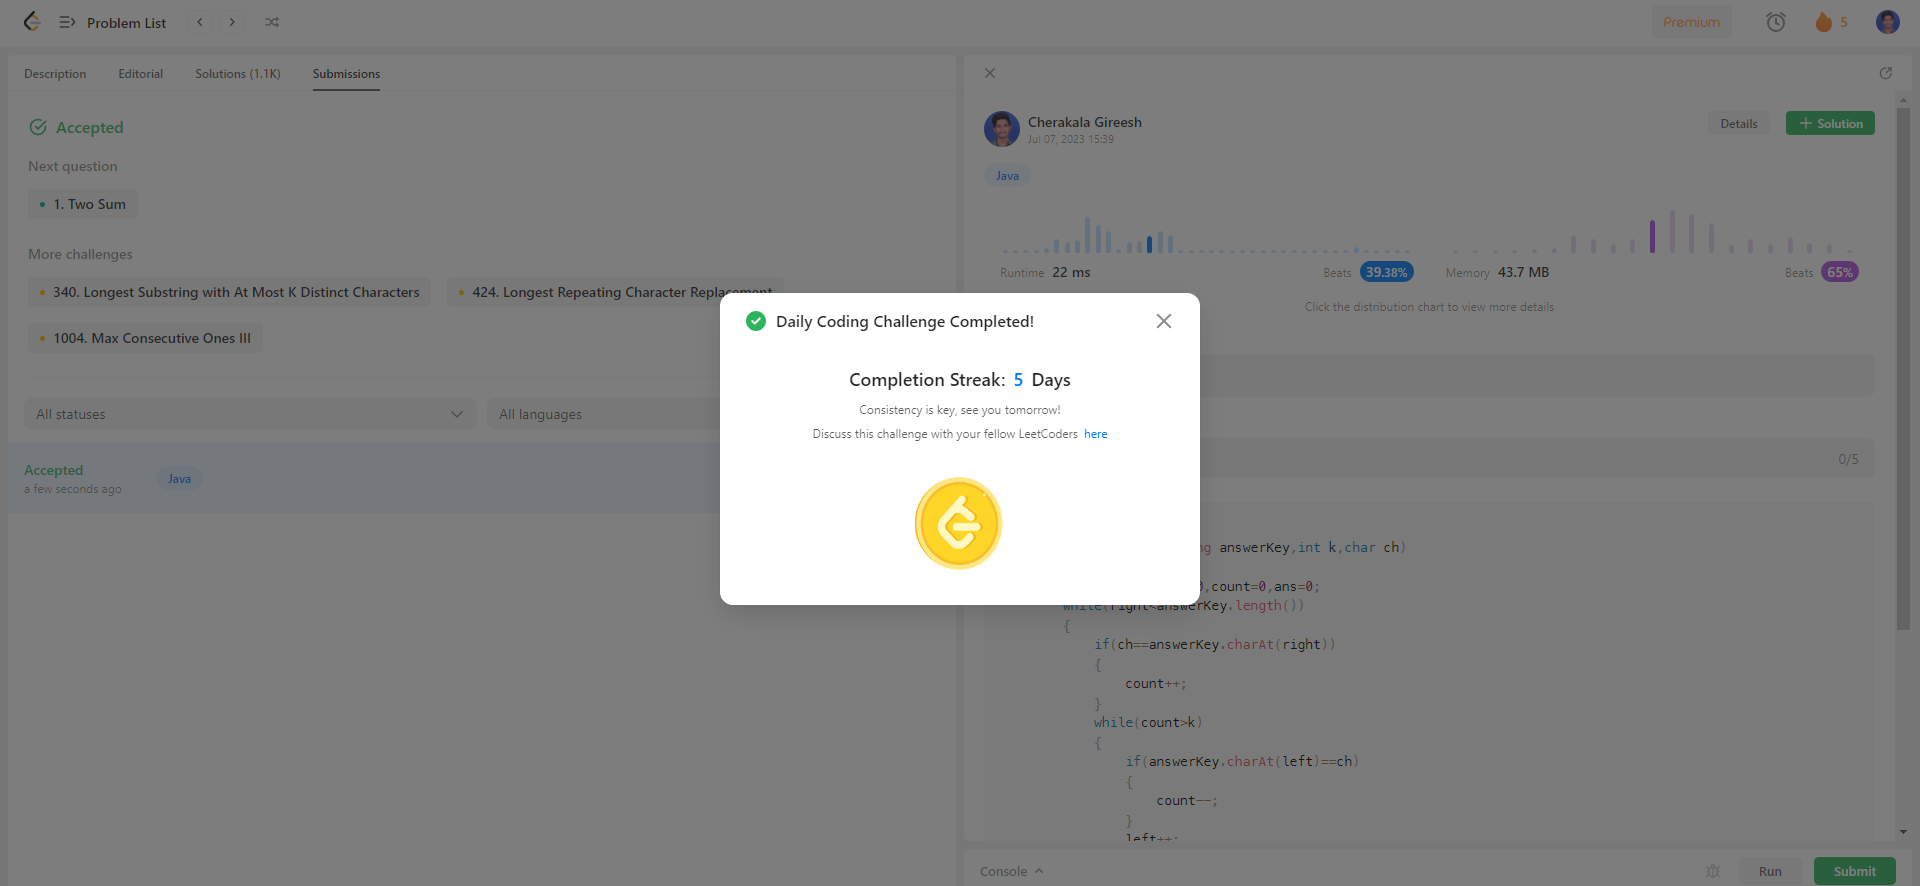 Problem List
Premium
5
Description
Editorial
Solutions (1.1K)
Submissions
Accepted
Next question
1. Two Sum
More challenges
340. Longest Substring with At Most K Distinct Characters
424. Longest Repeating Character Replacement
1004. Max Consecutive Ones III
All statuses
All languages
Accepted
a few seconds ago
Java
Cherakala Gireesh
Jul 07, 2023 15:39
Details
Solution
Java
Runtime 22 ms
Beats 39.38%
Memory 43.7 MB
Beats 65%
Click the distribution chart to view more details
Daily Coding Challenge Completed!
Completion Streak: 5 Days
Consistency is key, see you tomorrow!
Discuss this challenge with your fellow LeetCoders here
0/5
answerKey,int k,char ch)
,count=0,ans=0;
while(right<answerKey.length())
{
if(ch==answerKey.charAt(right))
{
count++;
}
while(count>k)
{
if(answerKey.charAt(left)==ch)
{
count--;
}
left++;
Console
Run
Submit